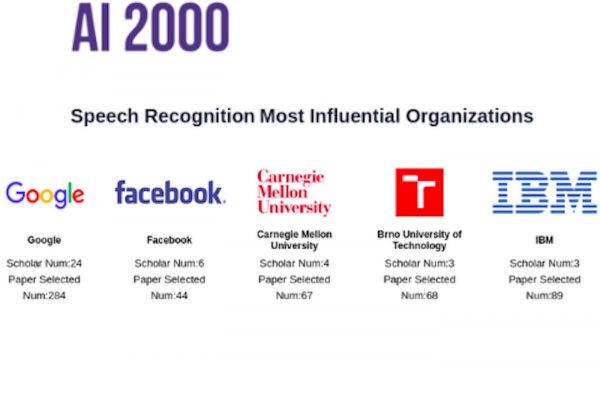 AI 2000
Speech Recognition Most Influential Organizations
Google
facebook.
Carnegie
Mellon
University
IBM
Google
Scholar Num:24
Paper Selected
Num:284
Facebook
Scholar Num:6
Paper Selected
Num:44
Carnegie Mellon
University
Scholar Num:4
Paper Selected
Num:67
Brno University of
Technology
Scholar Num:3
Paper Selected
Num:68
IBM
Scholar Num:3
Paper Selected
Num:89